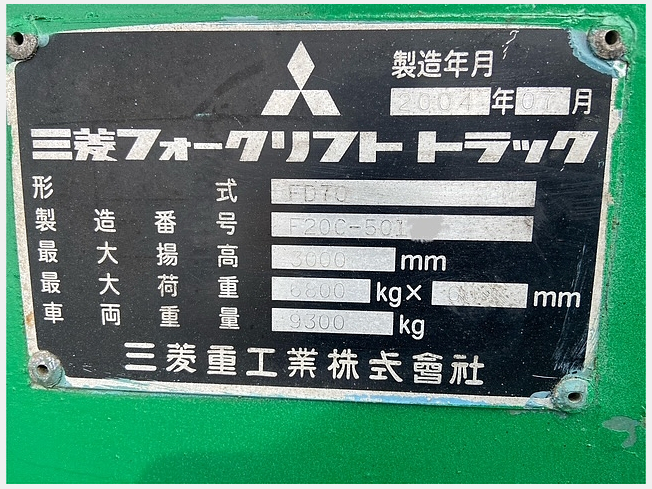 製造年月
2004年07月
三菱フォークリフトトラック
形式 FD70
製造番号 F20C-501
最大揚高 3000 mm
最大荷重 6800 kg× mm
車両重量 9300 kg
三菱重工業株式會社